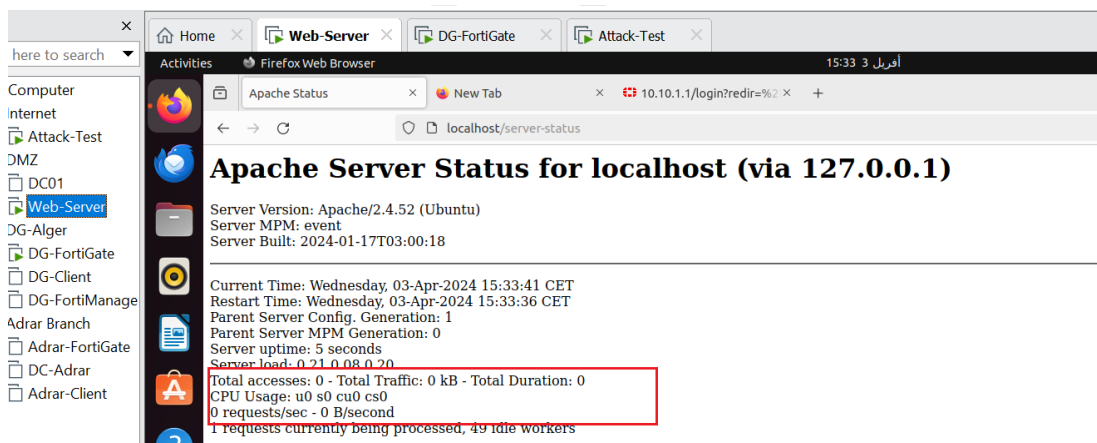 ×
here to search
Computer
Internet
Attack-Test
DMZ
DC01
Web-Server
DG-Alger
DG-FortiGate
DG-Client
DG-FortiManage
Adrar Branch
Adrar-FortiGate
DC-Adrar
Adrar-Client
Home × Web-Server × DG-FortiGate × Attack-Test ×
Activities Firefox Web Browser 15:33 3 أفريل
Apache Status × New Tab × 10.10.1.1/login?redir=%2 × +
localhost/server-status
Apache Server Status for localhost (via 127.0.0.1)
Server Version: Apache/2.4.52 (Ubuntu)
Server MPM: event
Server Built: 2024-01-17T03:00:18
Current Time: Wednesday, 03-Apr-2024 15:33:41 CET
Restart Time: Wednesday, 03-Apr-2024 15:33:36 CET
Parent Server Config. Generation: 1
Parent Server MPM Generation: 0
Server uptime: 5 seconds
Server load: 0.21 0.08 0.20
Total accesses: 0 - Total Traffic: 0 kB - Total Duration: 0
CPU Usage: u0 s0 cu0 cs0
0 requests/sec - 0 B/second
1 requests currently being processed, 49 idle workers